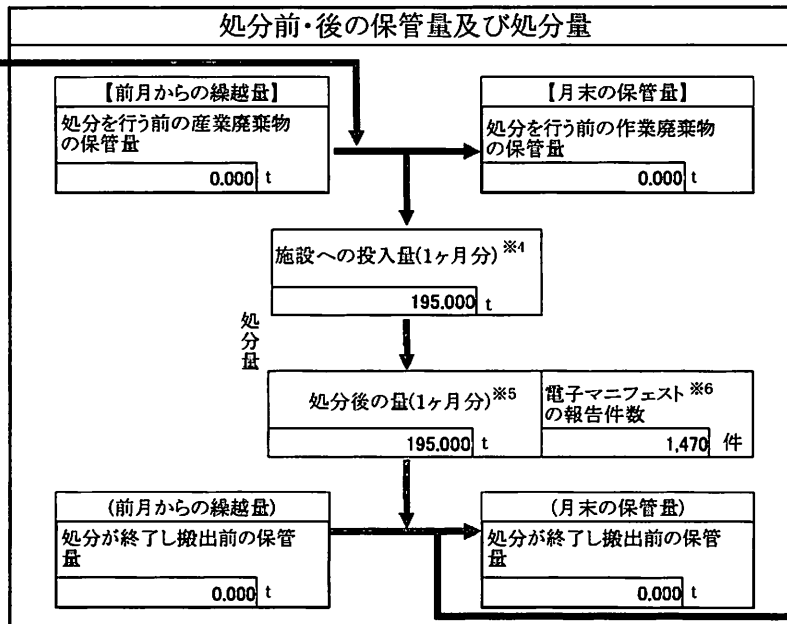 処分前・後の保管量及び処分量
【前月からの繰越量】
処分を行う前の産業廃棄物
の保管量
0.000 t
【月末の保管量】
処分を行う前の作業廃棄物
の保管量
0.000 t
施設への投入量(1ヶ月分)※4
195.000 t
処分量
処分後の量(1ヶ月分)※5
195.000 t
電子マニフェスト※6
の報告件数
1,470 件
(前月からの繰越量)
処分が終了し搬出前の保管
量
0.000 t
(月末の保管量)
処分が終了し搬出前の保管
量
0.000 t